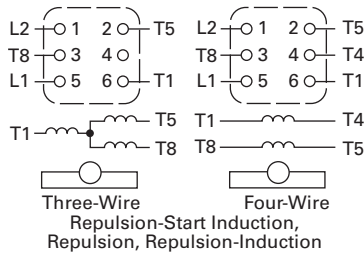 L2 1 2 T5 L2 1 2 T5
T8 3 4 T8 3 4 T4
L1 5 6 T1 L1 5 6 T1
T5 T1 T4
T1
T8 T8 T5
Three-Wire Four-Wire
Repulsion-Start Induction,
Repulsion, Repulsion-Induction